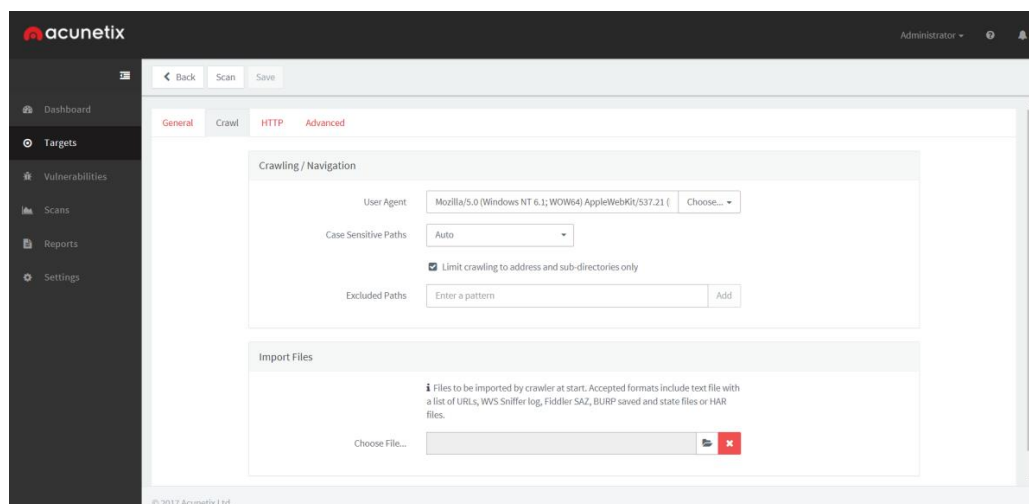 acunetix
Administrator
Back Scan Save
Dashboard
Targets
Vulnerabilities
Scans
Reports
Settings
General Crawl HTTP Advanced
Crawling / Navigation
User Agent Mozilla/5.0 (Windows NT 6.1; WOW64) AppleWebKit/537.21 ( Choose...
Case Sensitive Paths Auto
Limit crawling to address and sub-directories only
Excluded Paths Enter a pattern Add
Import Files
Files to be imported by crawler at start. Accepted formats include text file with
a list of URLs, WVS Sniffer log, Fiddler SAZ, BURP saved and state files or HAR
files.
Choose File...
© 2017 Acunetix Ltd